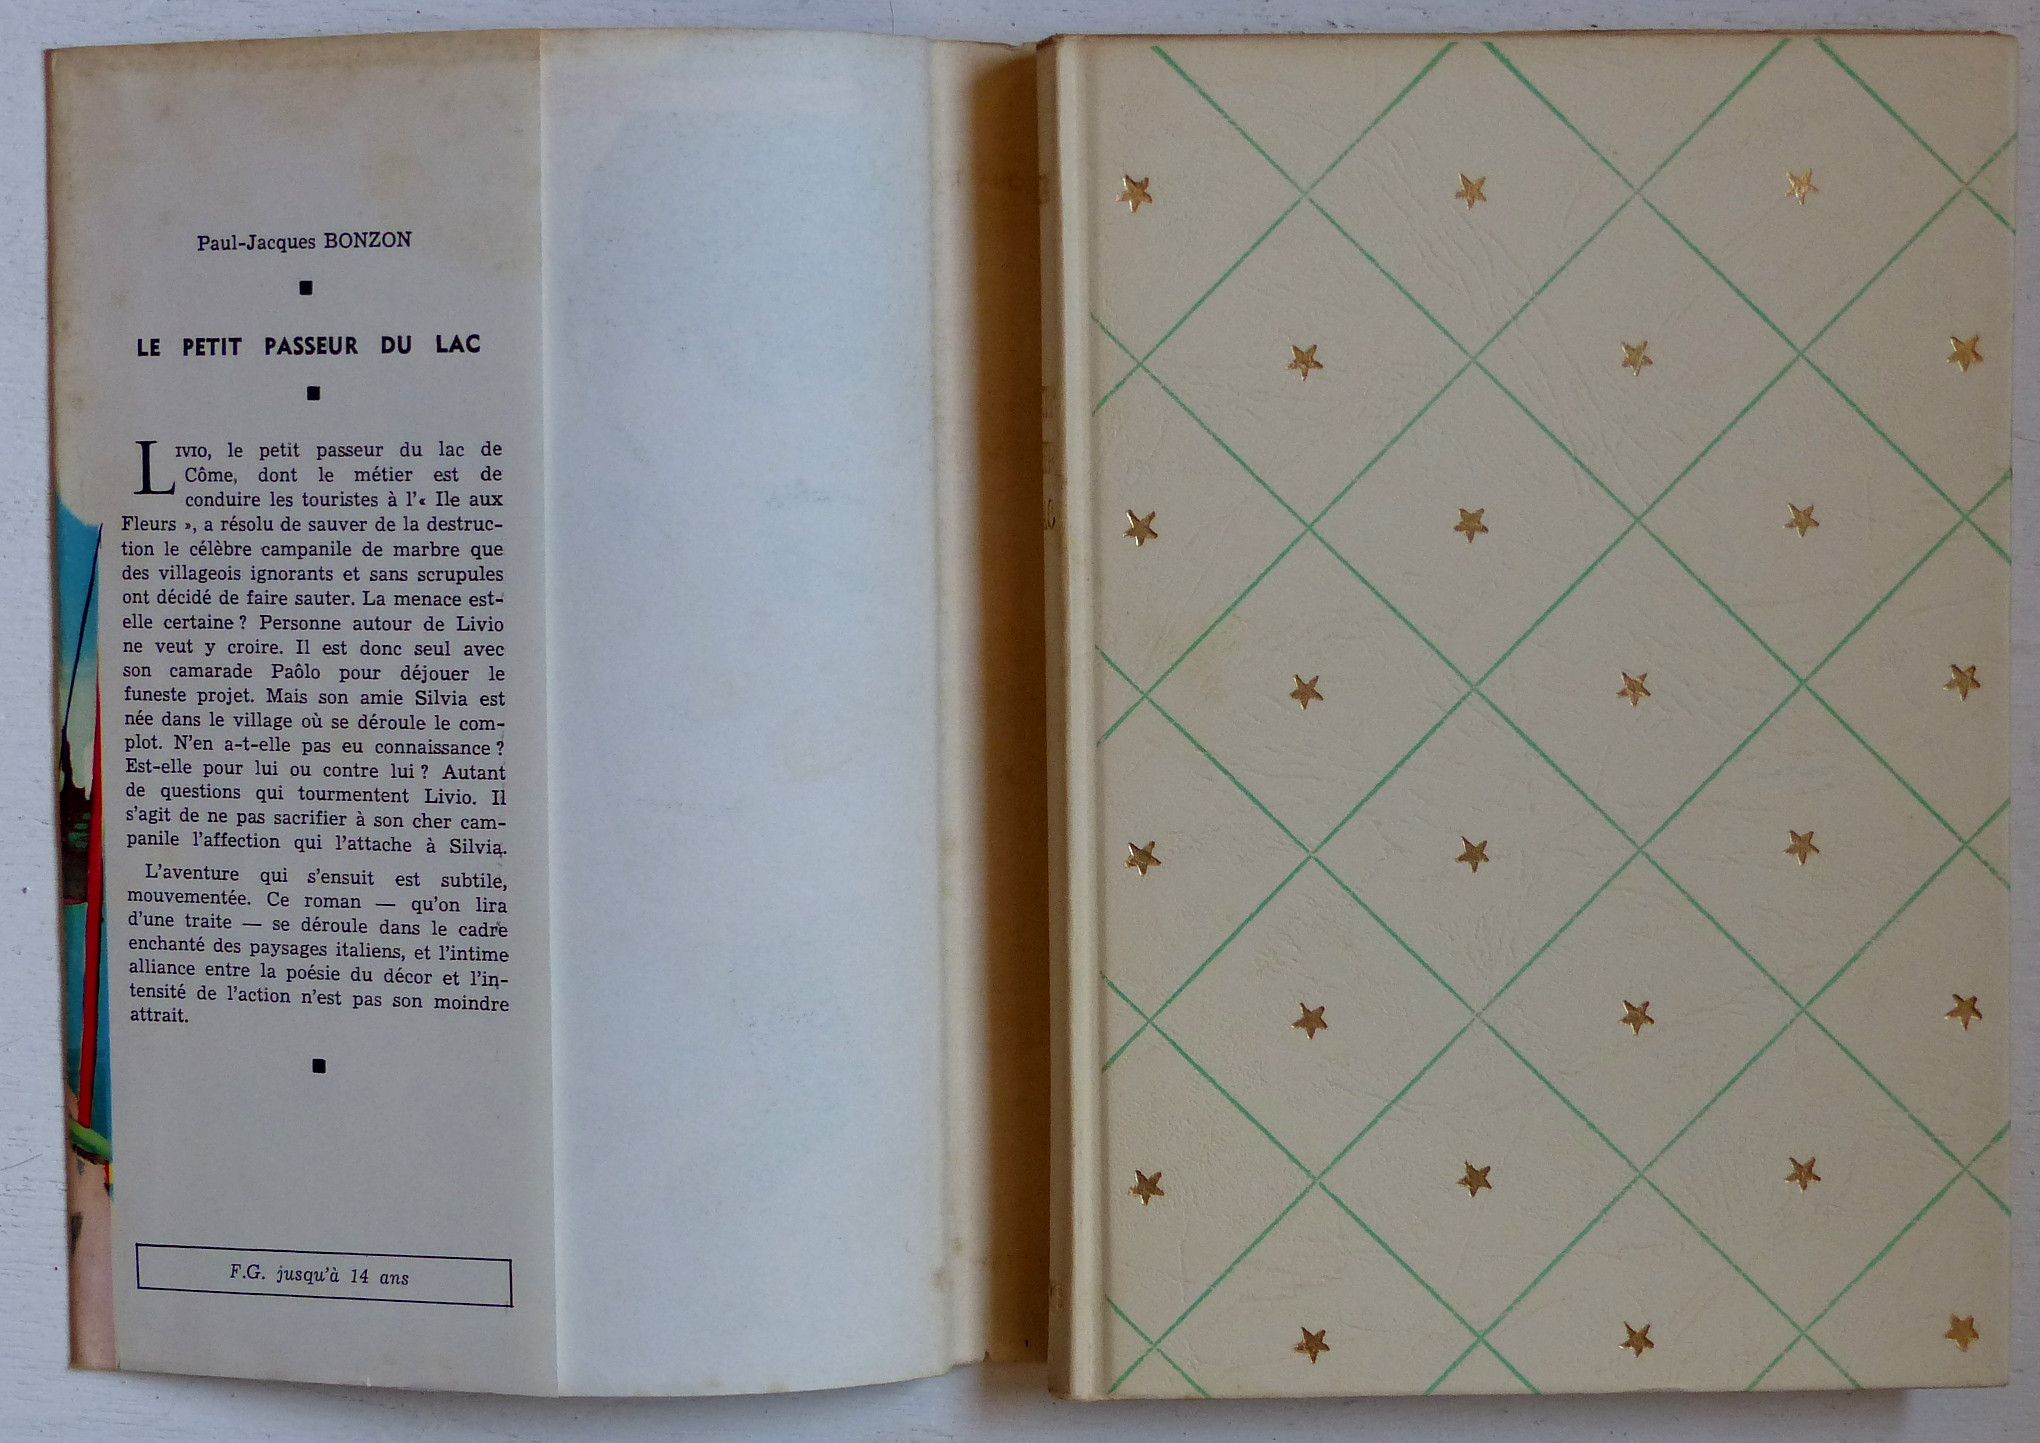 Paul-Jacques BONZON
LE PETIT PASSEUR DU LAC
LIVIO, le petit passeur du lac de
Côme, dont le métier est de
conduire les touristes à l'« Ile aux
Fleurs », a résolu de sauver de la destruc-
tion le célèbre campanile de marbre que
des villageois ignorants et sans scrupules
ont décidé de faire sauter. La menace est-
elle certaine ? Personne autour de Livio
ne veut y croire. Il est donc seul avec
son camarade Paôlo pour déjouer le
funeste projet. Mais son amie Silvia est
née dans le village où se déroule le com-
plot. N'en a-t-elle pas eu connaissance ?
Est-elle pour lui ou contre lui ? Autant
de questions qui tourmentent Livio. Il
s'agit de ne pas sacrifier à son cher cam-
panile l'affection qui l'attache à Silvia.
L'aventure qui s'ensuit est subtile,
mouvementée. Ce roman — qu'on lira
d'une traite — se déroule dans le cadre
enchanté des paysages italiens, et l'intime
alliance entre la poésie du décor et l'in-
tensité de l'action n'est pas son moindre
attrait.
F.G. jusqu'à 14 ans